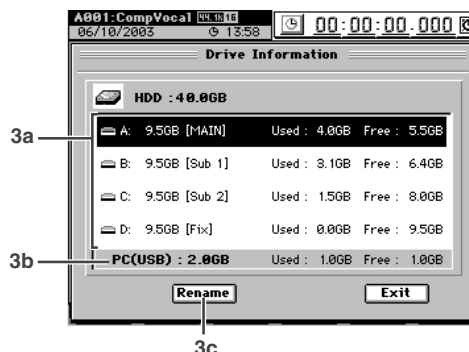 A001:CompVocal 44.1k16
06/10/2003 13:58 00:00:00.000
Drive Information
HDD :40.0GB
3a
A: 9.5GB [MAIN] Used : 4.0GB Free : 5.5GB
B: 9.5GB [Sub 1] Used : 3.1GB Free : 6.4GB
C: 9.5GB [Sub 2] Used : 1.5GB Free : 8.0GB
D: 9.5GB [Fix] Used : 0.0GB Free : 9.5GB
3b
PC(USB) : 2.0GB Used : 1.0GB Free : 1.0GB
Rename Exit
3c